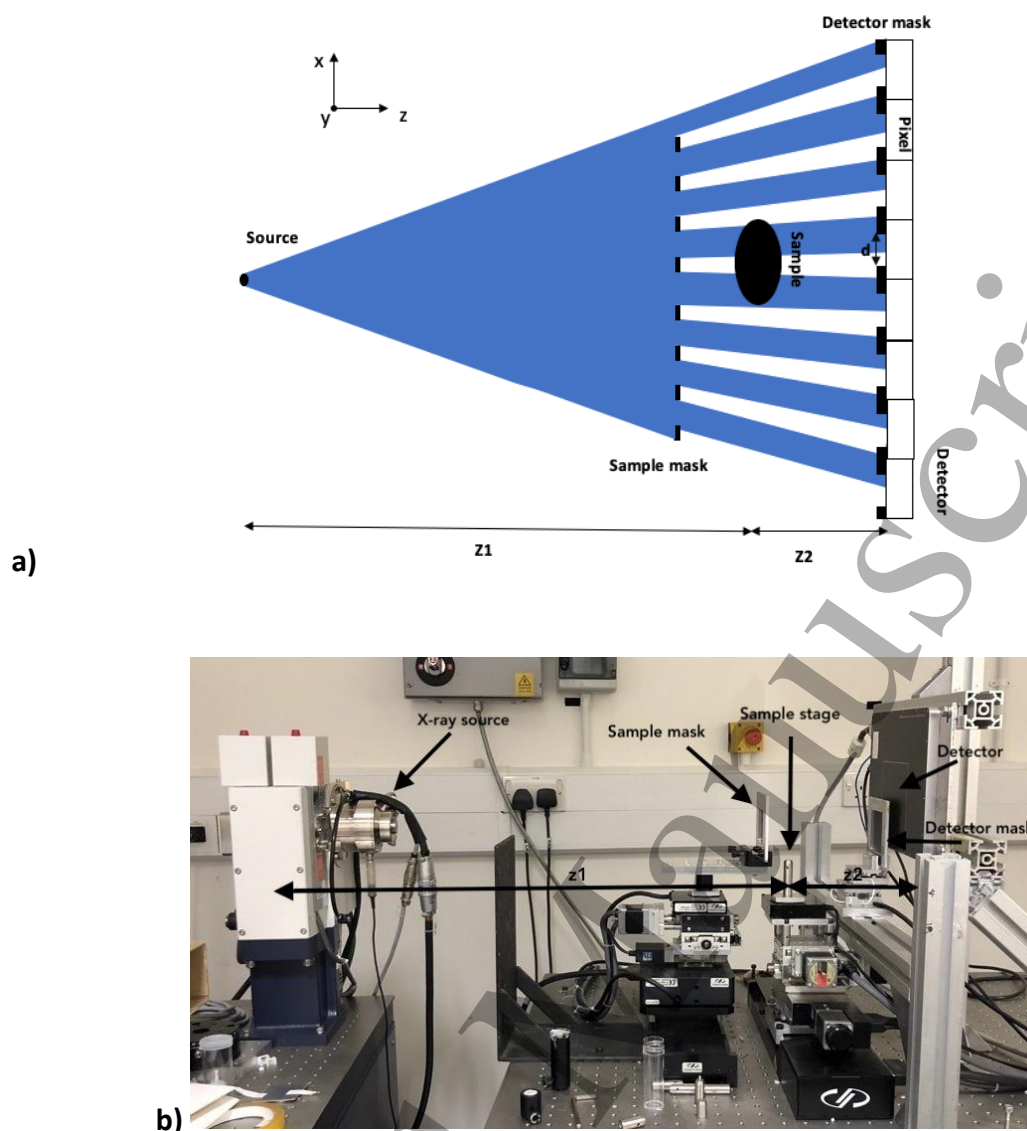 Detector mask
x
y
z
Pixel
Source
Sample
d
Sample mask
Detector
Z1
Z2
a)
X-ray source
Sample stage
Sample mask
Detector
Detector mask
z1
z2
b)